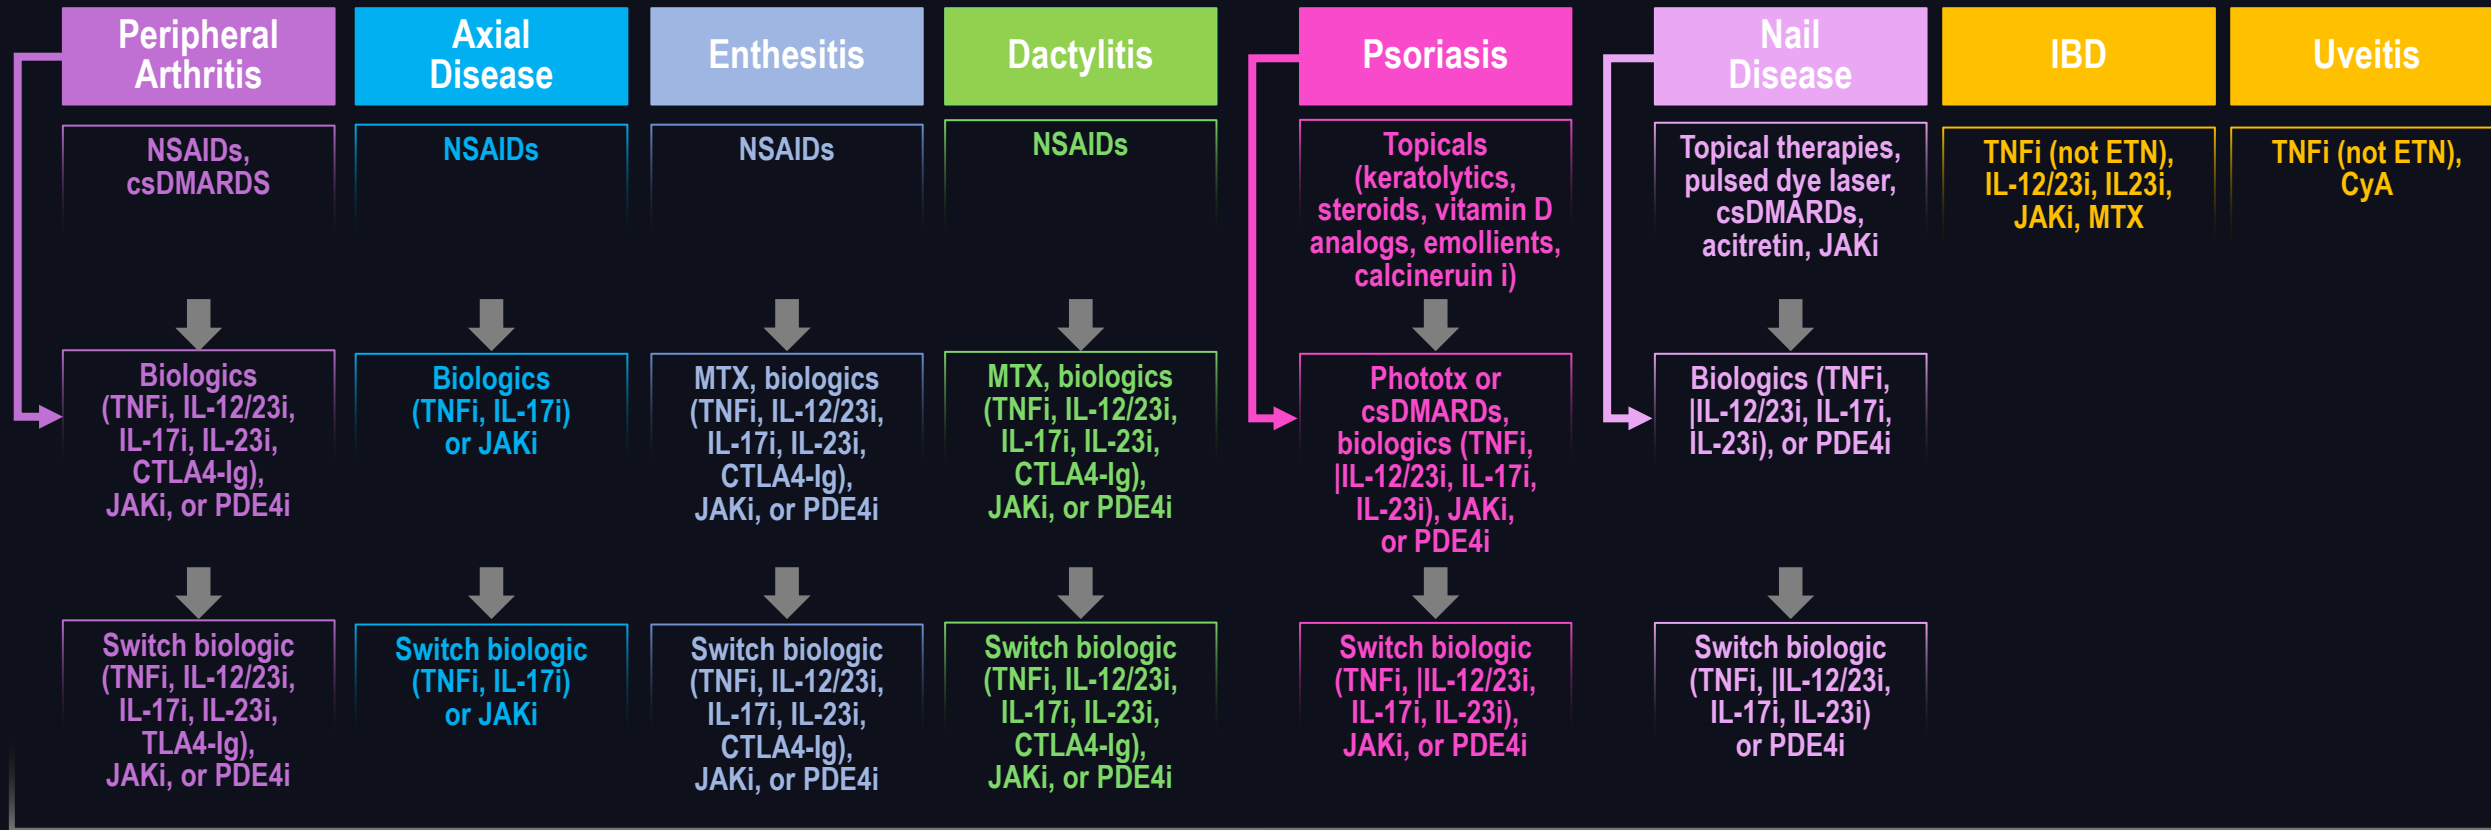 Peripheral
Arthritis
Axial
Disease
Enthesitis
Dactylitis
Psoriasis
Nail
Disease
IBD
Uveitis
NSAIDs,
csDMARDS
NSAIDs
NSAIDs
NSAIDs
Topicals
(keratolytics,
steroids, vitamin D
analogs, emollients,
calcineruin i)
Topical therapies,
pulsed dye laser,
csDMARDs,
acitretin, JAKi
TNFi (not ETN),
IL-12/23i, IL23i,
JAKi, MTX
TNFi (not ETN),
CyA
Biologics
(TNFi, IL-12/23i,
IL-17i, IL-23i,
CTLA4-Ig),
JAKi, or PDE4i
Biologics
(TNFi, IL-17i)
or JAKi
MTX, biologics
(TNFi, IL-12/23i,
IL-17i, IL-23i,
CTLA4-Ig),
JAKi, or PDE4i
MTX, biologics
(TNFi, IL-12/23i,
IL-17i, IL-23i,
CTLA4-Ig),
JAKi, or PDE4i
Phototx or
csDMARDs,
biologics (TNFi,
|IL-12/23i, IL-17i,
IL-23i), JAKi,
or PDE4i
Biologics (TNFi,
|IL-12/23i, IL-17i,
IL-23i), or PDE4i
Switch biologic
(TNFi, IL-12/23i,
IL-17i, IL-23i,
TLA4-Ig),
JAKi, or PDE4i
Switch biologic
(TNFi, IL-17i)
or JAKi
Switch biologic
(TNFi, IL-12/23i,
IL-17i, IL-23i,
CTLA4-Ig),
JAKi, or PDE4i
Switch biologic
(TNFi, IL-12/23i,
IL-17i, IL-23i,
CTLA4-Ig),
JAKi, or PDE4i
Switch biologic
(TNFi, |IL-12/23i,
IL-17i, IL-23i),
JAKi, or PDE4i
Switch biologic
(TNFi, |IL-12/23i,
IL-17i, IL-23i)
or PDE4i